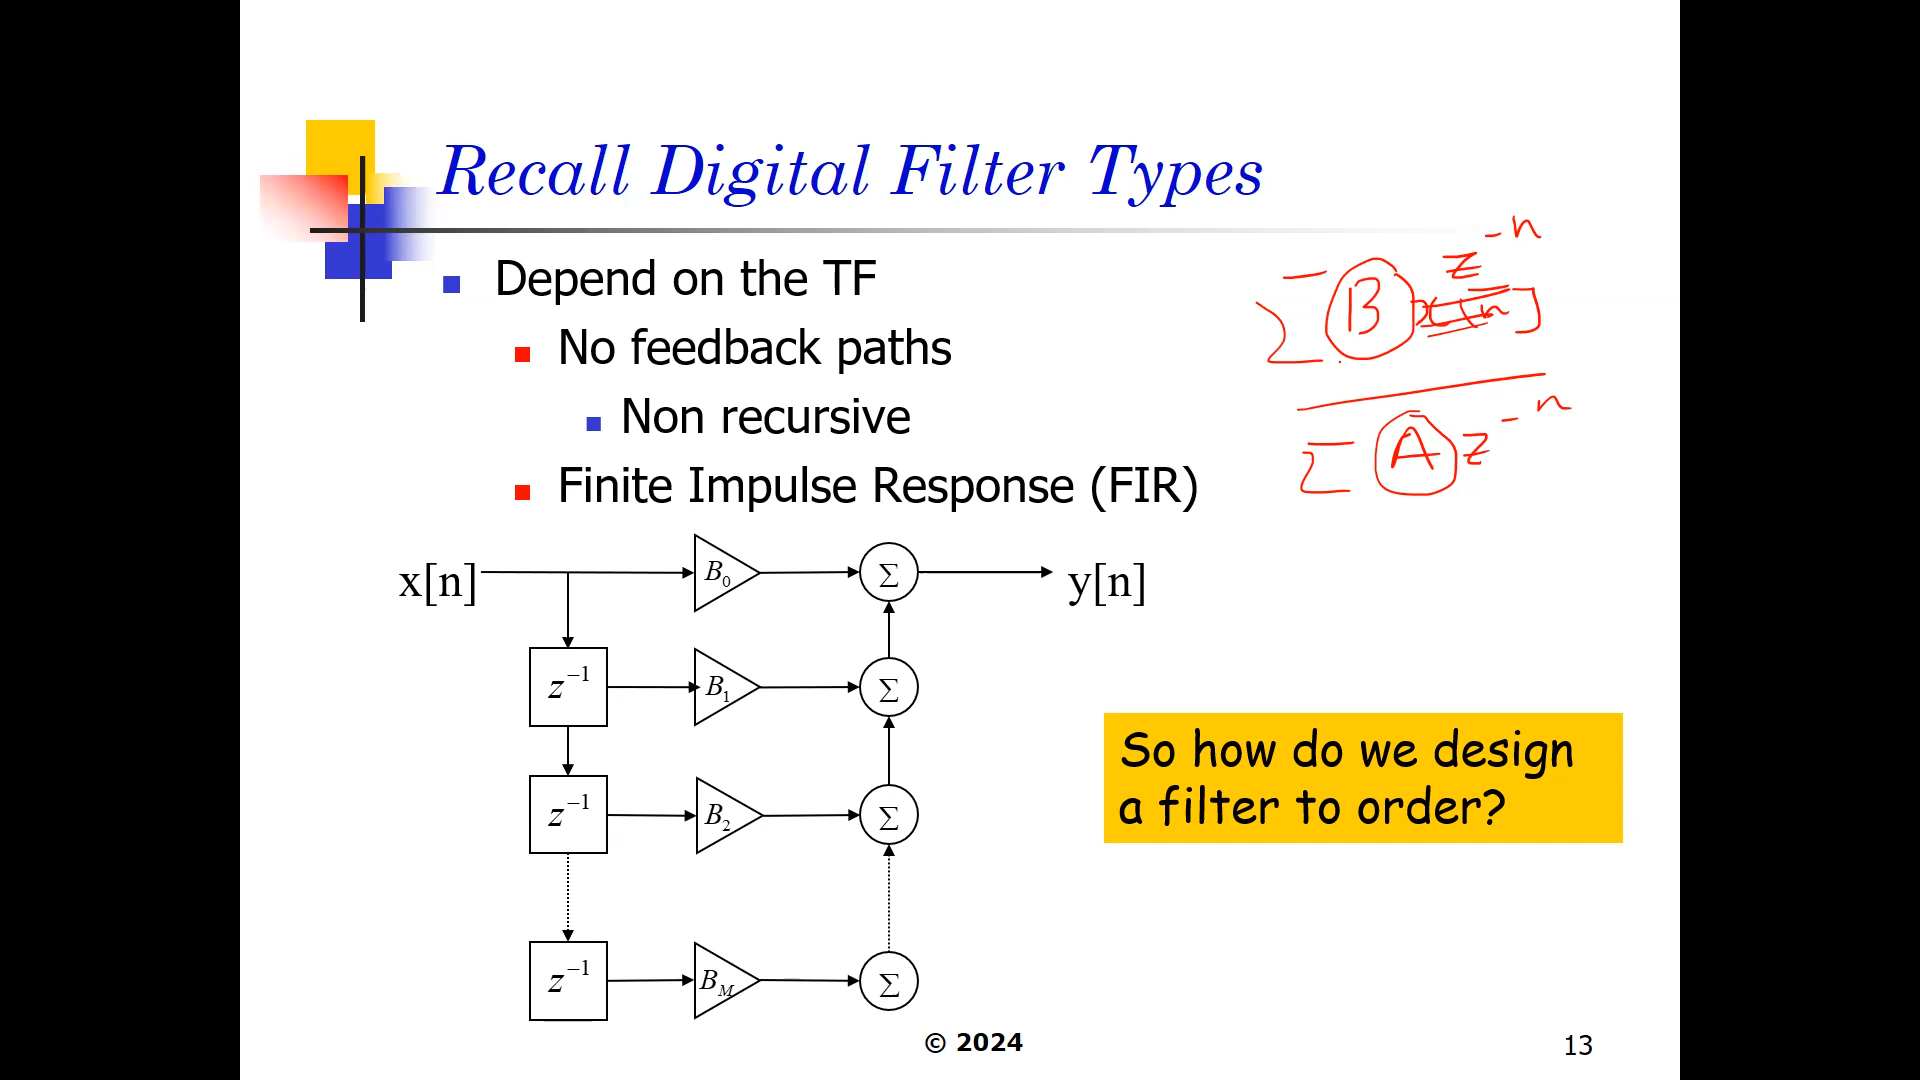 Recall Digital Filter Types
Depend on the TF
No feedback paths
Non recursive
Finite Impulse Response (FIR)
∑ B z^{-n}
x[n]
∑ A z^{-n}
x[n] B₀ ∑ y[n]
z⁻¹ B₁ ∑
z⁻¹ B₂ ∑
z⁻¹ B_M ∑
So how do we design
a filter to order?
© 2024
13